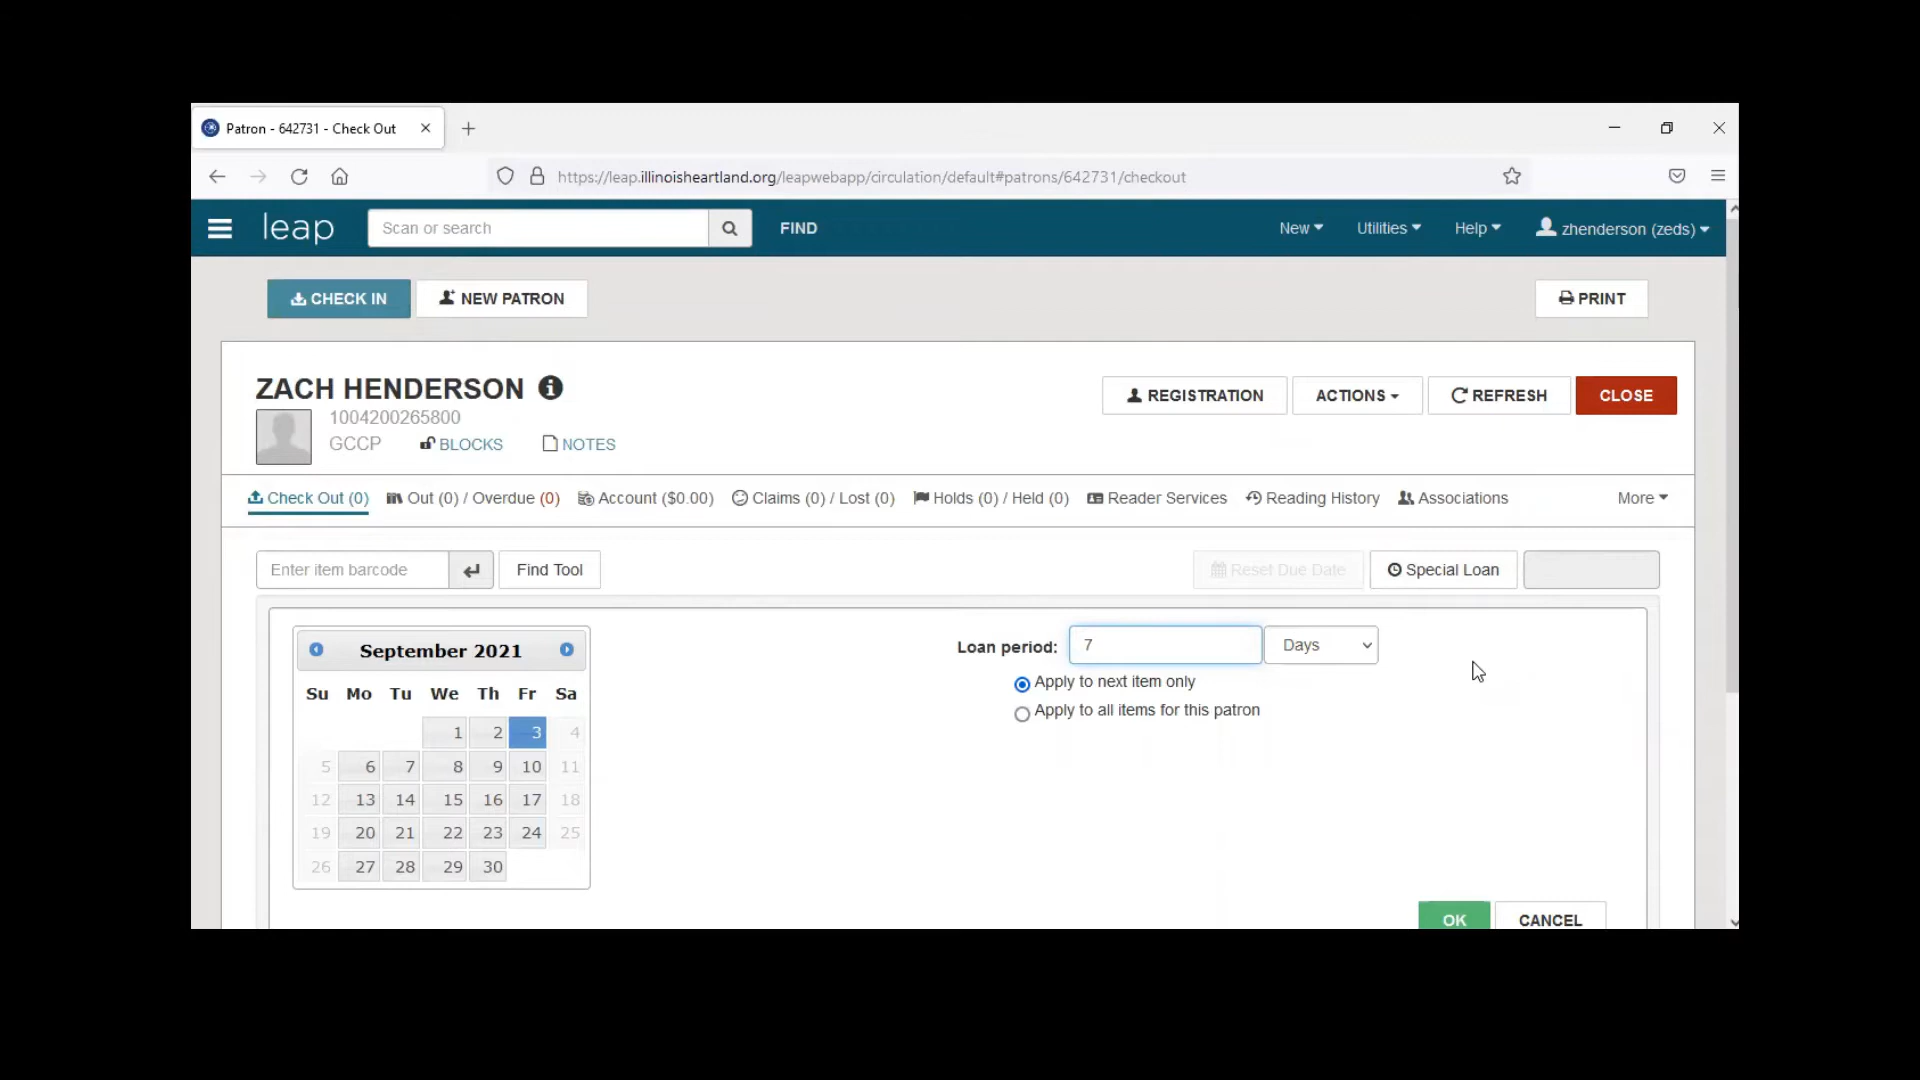 Patron - 642731 - Check Out
https://leap.illinoisheartland.org/leapwebapp/circulation/default#patrons/642731/checkout
leap Scan or search FIND New Utilities Help zhenderson (zeds)
CHECK IN NEW PATRON PRINT
ZACH HENDERSON REGISTRATION ACTIONS REFRESH CLOSE
1004200265800
GCCP BLOCKS NOTES
Check Out (0) Out (0) / Overdue (0) Account ($0.00) Claims (0) / Lost (0) Holds (0) / Held (0) Reader Services Reading History Associations More
Enter item barcode Find Tool Reset Due Date Special Loan
September 2021 Loan period: 7 Days
Su Mo Tu We Th Fr Sa Apply to next item only
Apply to all items for this patron
1 2 3 4
5 6 7 8 9 10 11
12 13 14 15 16 17 18
19 20 21 22 23 24 25
26 27 28 29 30
OK CANCEL